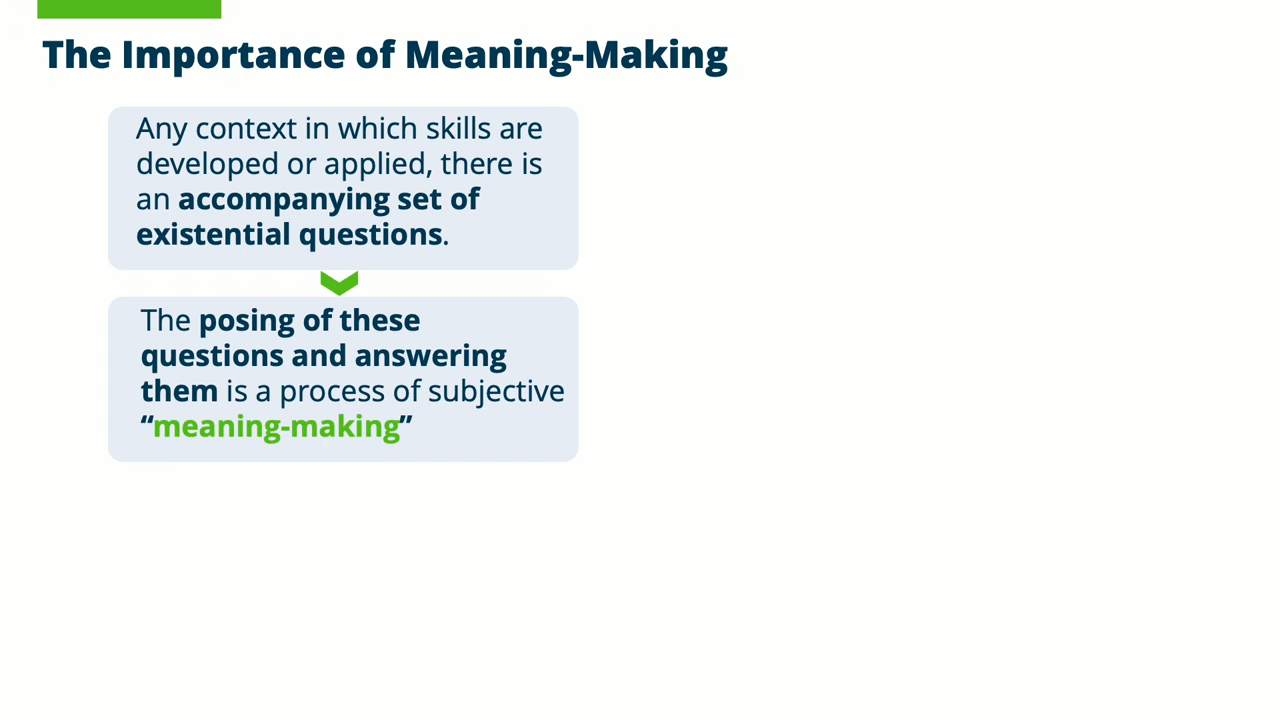 The Importance of Meaning-Making
Any context in which skills are
developed or applied, there is
an accompanying set of
existential questions.
The posing of these
questions and answering
them is a process of subjective
“meaning-making”